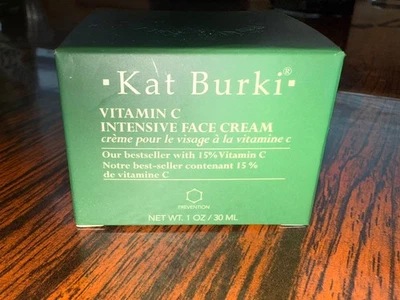 Kat Burki®
VITAMIN C
INTENSIVE FACE CREAM
crème pour le visage à la vitamine c
Our bestseller with 15% Vitamin C
Notre best-seller contenant 15 %
de vitamine C
PREVENTION
NET WT. 1 OZ / 30 ML